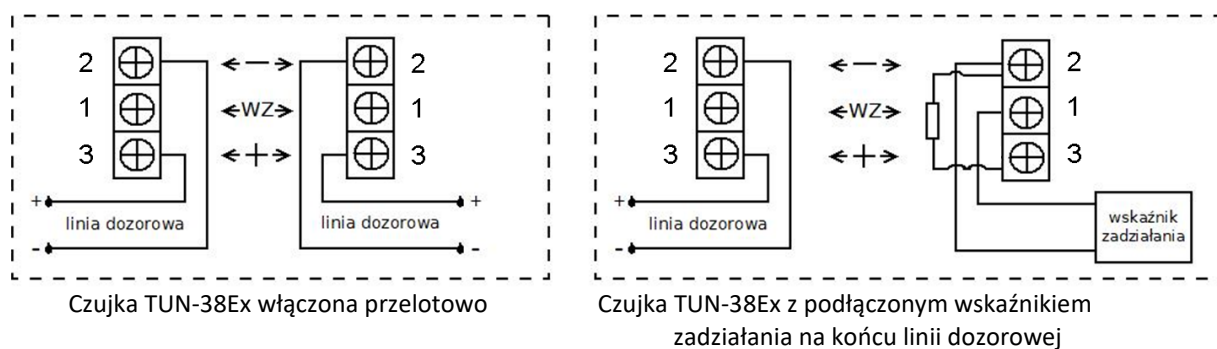 2
1
3
—
WZ
+
2
1
3
+
linia dozorowa
-
linia dozorowa
+
-
Czujka TUN-38Ex włączona przelotowo
2
1
3
—
WZ
+
2
1
3
+
linia dozorowa
-
wskaźnik
zadziałania
Czujka TUN-38Ex z podłączonym wskaźnikiem
zadziałania na końcu linii dozorowej